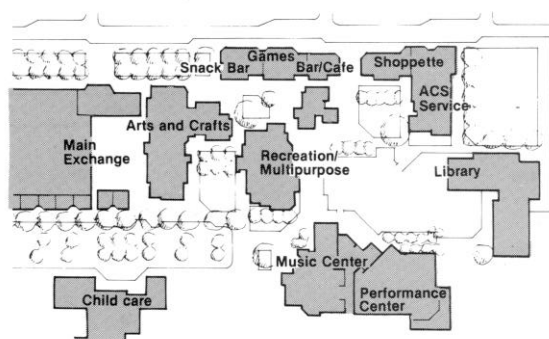 Games
Snack Bar
Bar/Cafe
Shoppette
ACS
Service
Arts and Crafts
Main
Exchange
Recreation/
Multipurpose
Library
Music Center
Child care
Performance
Center